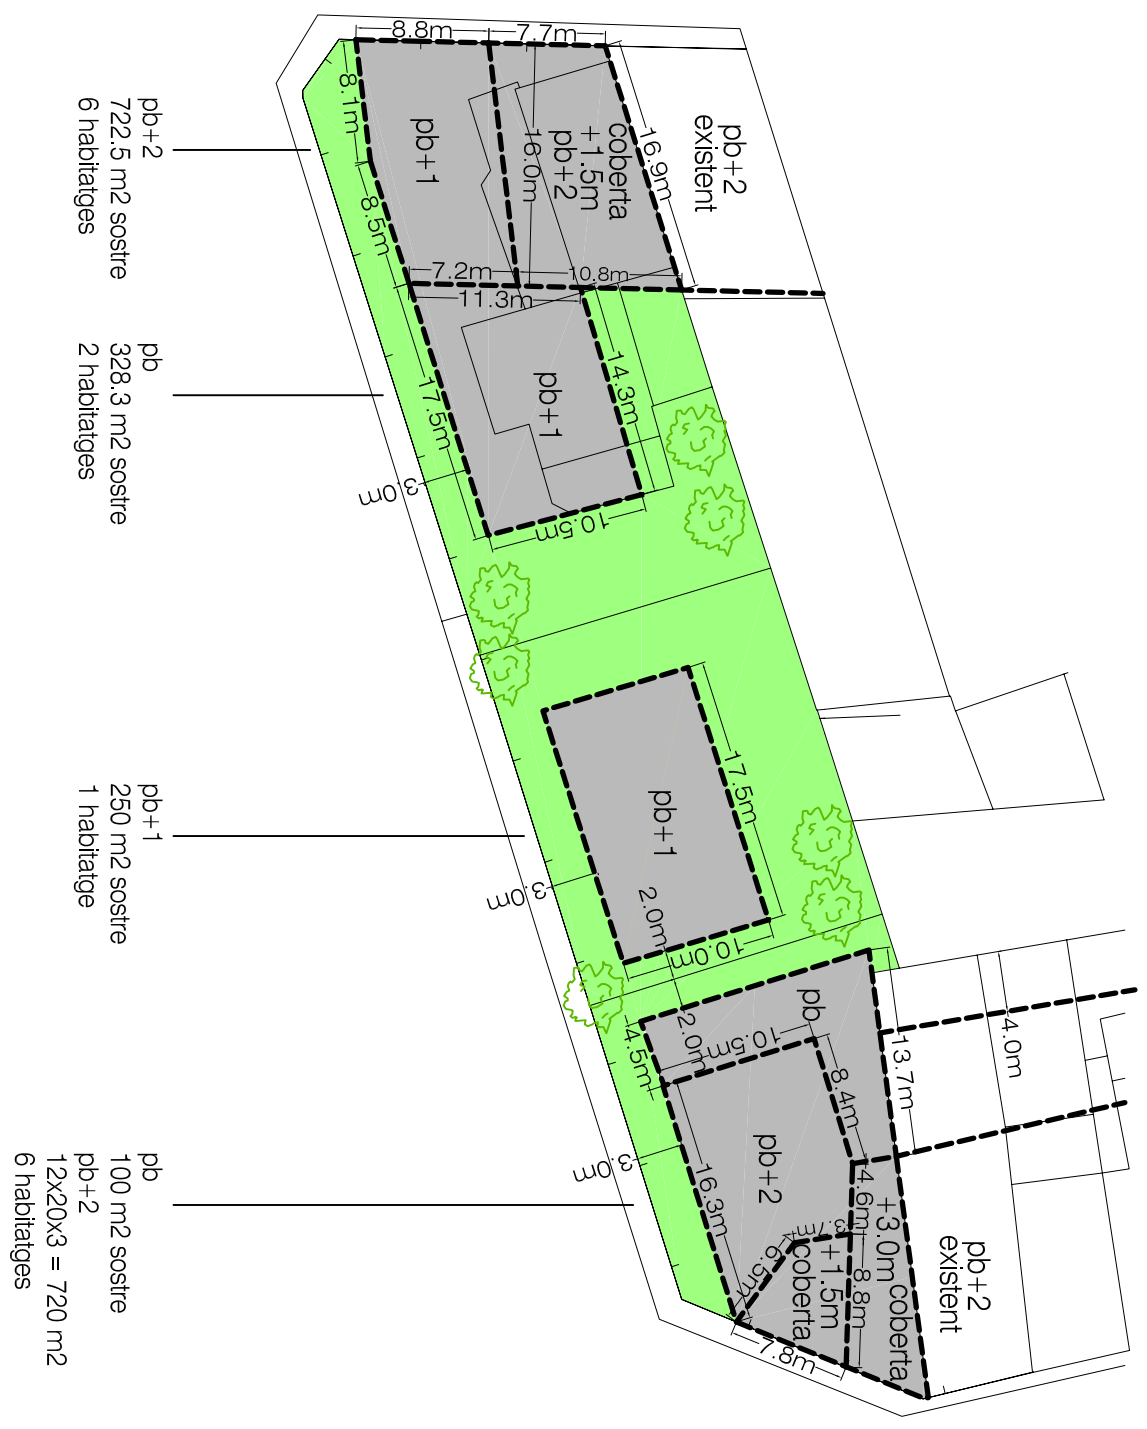 8.8m
7.7m
8.1m
8.5m
16.9m
16.0m
pb+1
coberta
+1.5m
pb+2
pb+2
existent
7.2m
10.8m
11.3m
14.3m
17.5m
pb+1
3.0m
10.5m
pb+2
722.5 m2 sostre
6 habitatges
pb
328.3 m2 sostre
2 habitatges
17.5m
pb+1
3.0m
2.0m
10.0m
pb+1
250 m2 sostre
1 habitatge
pb
2.0m
4.5m
10.5m
8.4m
13.7m
4.0m
pb+2
3.0m
16.3m
4.6m
3.7m
6.5m
8.8m
7.8m
+1.5m
coberta
+3.0m
coberta
pb+2
existent
pb
100 m2 sostre
pb+2
12x20x3 = 720 m2
6 habitatges